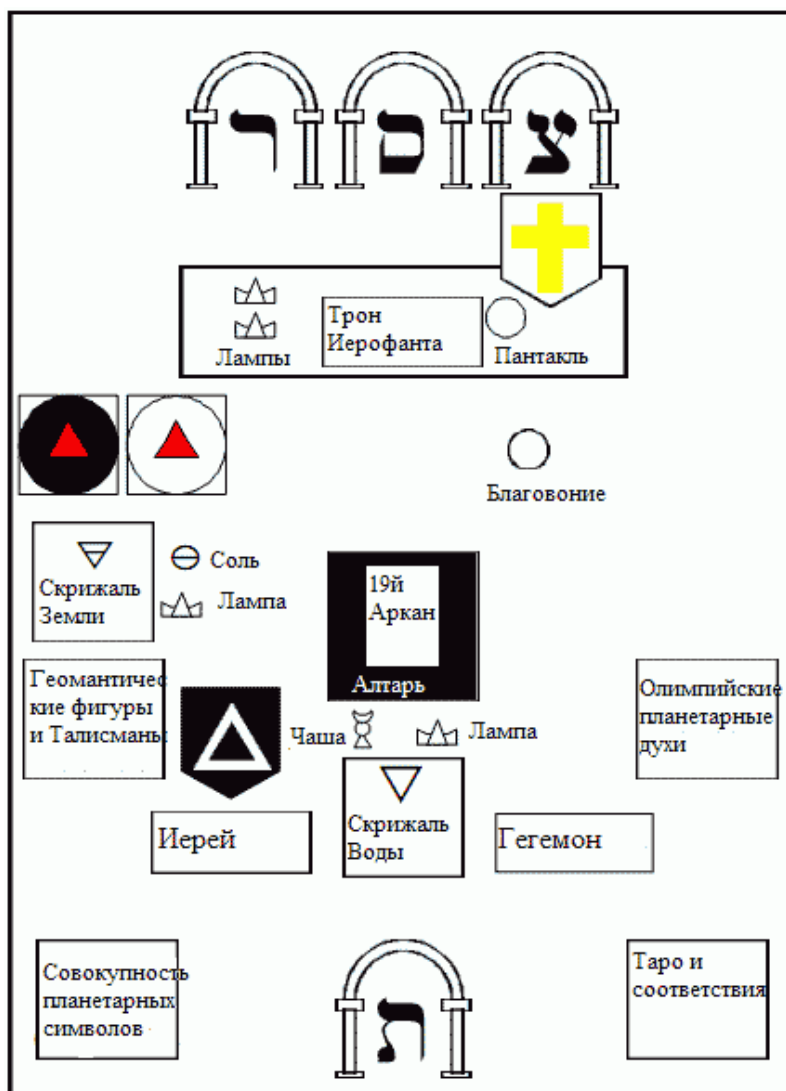 צ ס ר
Трон
Иерофанта
Лампы
Пантакль
Благовоние
Скрижаль
Земли
Соль
Лампа
19й
Аркан
Алтарь
Геомантичес
кие фигуры
и Талисманы
Олимпийские
планетарные
духи
Чаша
Лампа
Иерей
Скрижаль
Воды
Гегемон
Совокупность
планетарных
символов
ת
Таро и
соответствия